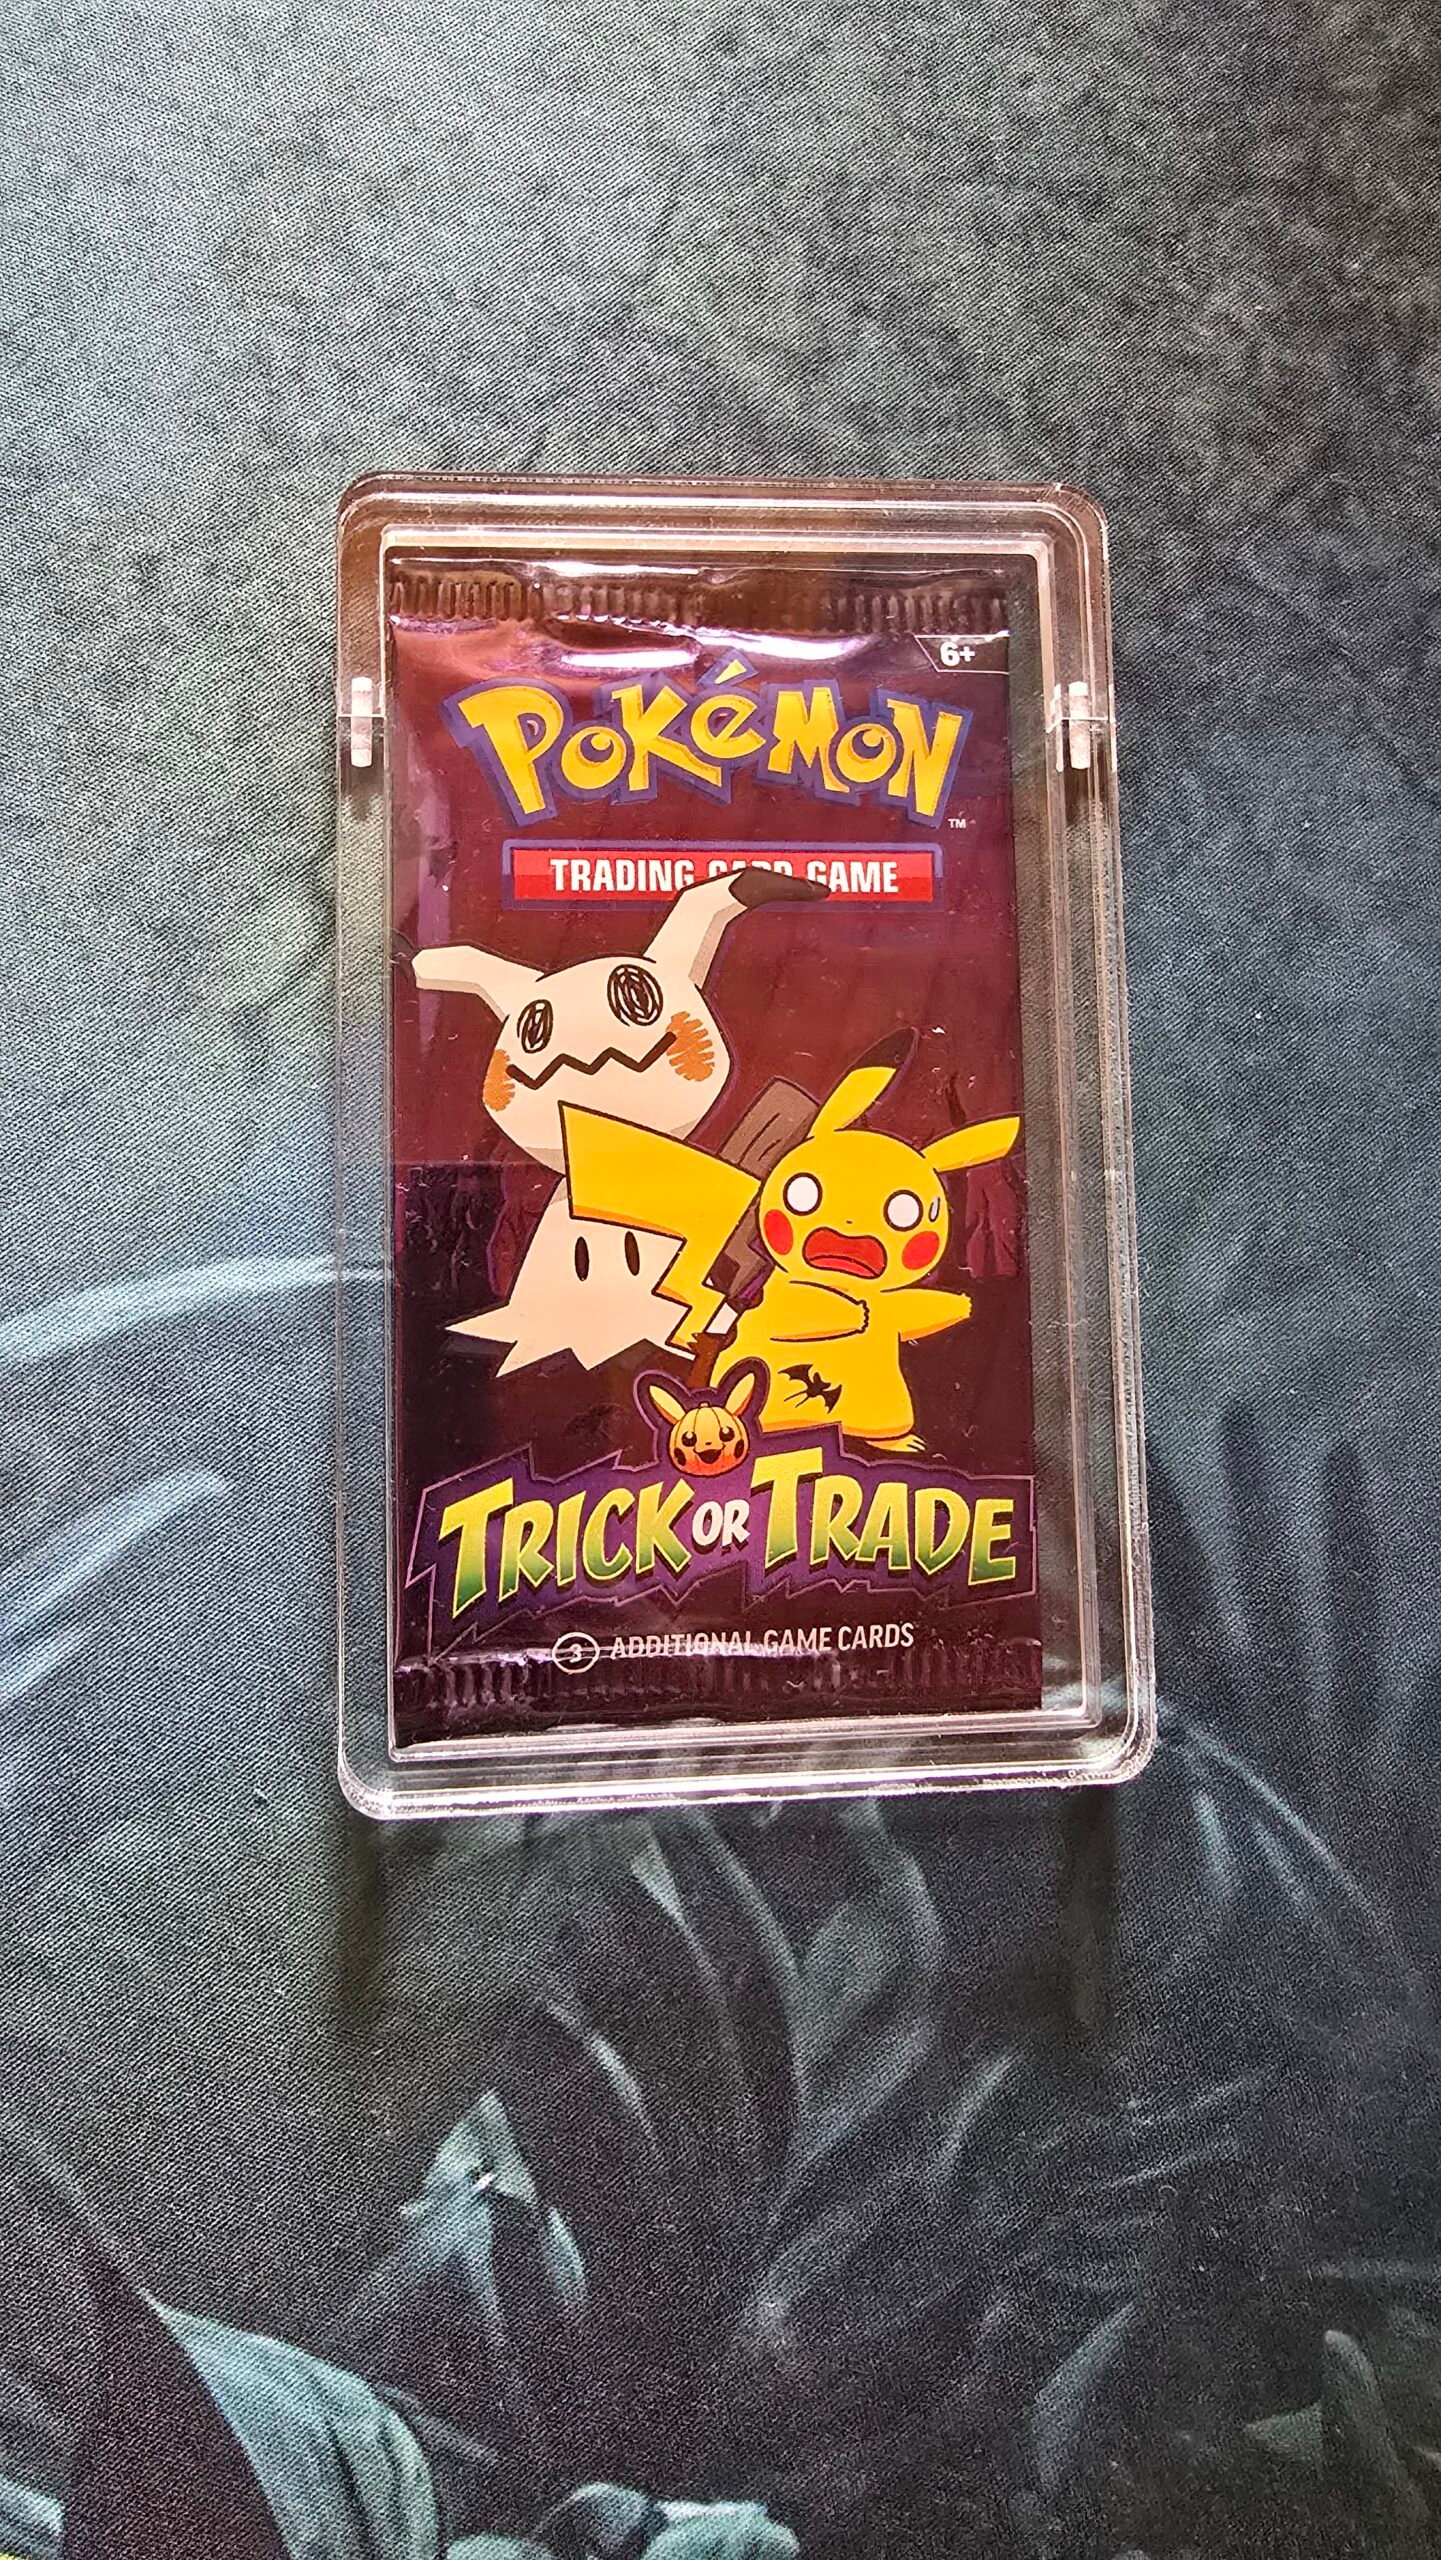 6+
POKéMON
TM
TRADING CARD GAME
TRICK OR TRADE
3 ADDITIONAL GAME CARDS